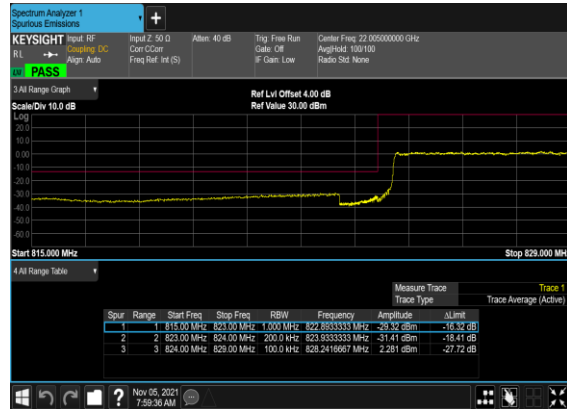 Spectrum Analyzer 1
Spurious Emissions
KEYSIGHT Input: RF Input Z: 50 Ω Atten: 40 dB Trig: Free Run Center Freq: 22.005000000 GHz
RL Coupling: DC Corr CCorr Gate: Off Avg|Hold: 100/100
Align: Auto Freq Ref: Int (S) IF Gain: Low Radio Std: None
PASS
3 All Range Graph
Ref Lvl Offset 4.00 dB
Scale/Div 10.0 dB Ref Value 30.00 dBm
Log
20.0
10.0
0.00
-10.0
-20.0
-30.0
-40.0
-50.0
-60.0
Start 815.000 MHz Stop 829.000 MH
4 All Range Table
Measure Trace Trace 1
Trace Type Trace Average (Active)
Spur Range Start Freq Stop Freq RBW Frequency Amplitude ΔLimit
1 1 815.00 MHz 823.00 MHz 1.000 MHz 822.8933333 MHz -29.32 dBm -16.32 dB
2 2 823.00 MHz 824.00 MHz 200.0 kHz 823.9333333 MHz -31.41 dBm -18.41 dB
3 3 824.00 MHz 829.00 MHz 100.0 kHz 828.2416667 MHz 2.281 dBm -27.72 dB
? Nov 05, 2021
7:59:36 AM